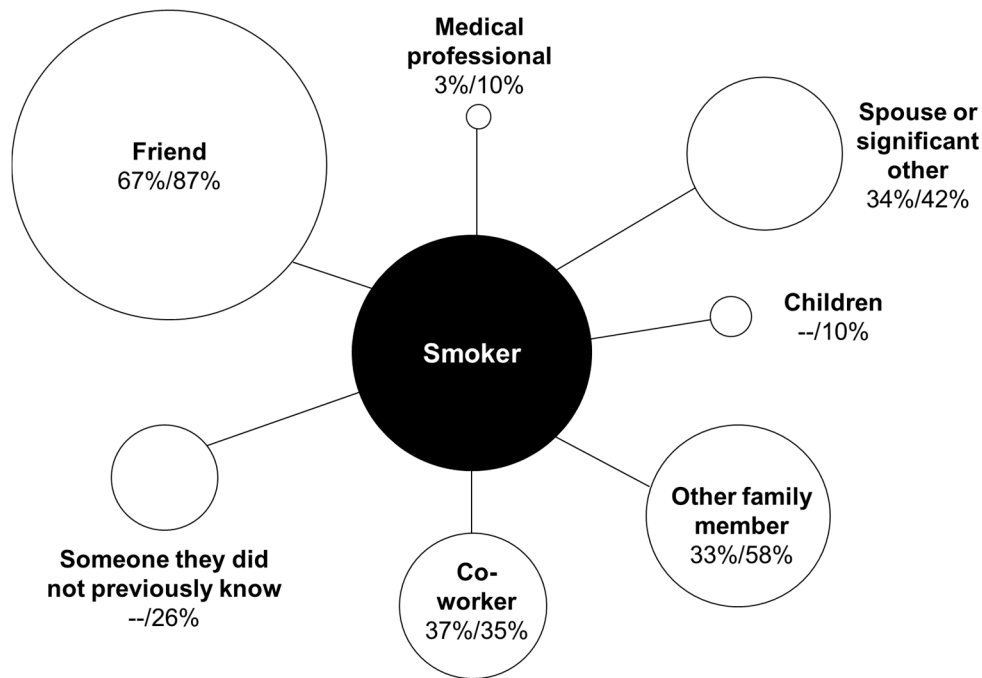 Medical
professional
3%/10%
Spouse or
significant
other
34%/42%
Friend
67%/87%
Children
--/10%
Smoker
Other family
member
33%/58%
Someone they did
not previously know
--/26%
Co-
worker
37%/35%